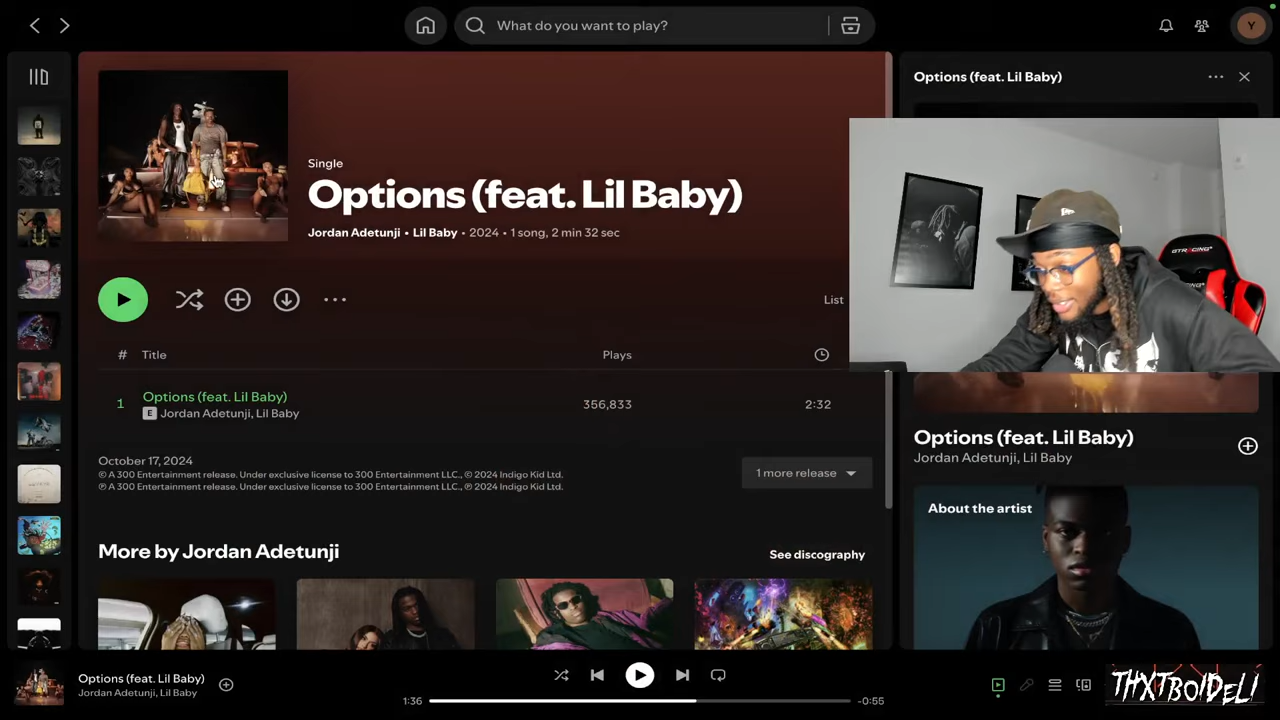 What do you want to play?
Y
Options (feat. Lil Baby)
Single
Options (feat. Lil Baby)
Jordan Adetunji • Lil Baby • 2024 • 1 song, 2 min 32 sec
List
# Title Plays
1 Options (feat. Lil Baby) 356,833 2:32
E Jordan Adetunji, Lil Baby
GTRACING
Options (feat. Lil Baby)
Jordan Adetunji, Lil Baby
October 17, 2024
© A 300 Entertainment release. Under exclusive license to 300 Entertainment LLC., © 2024 Indigo Kid Ltd.
℗ A 300 Entertainment release. Under exclusive license to 300 Entertainment LLC., ℗ 2024 Indigo Kid Ltd.
1 more release
About the artist
More by Jordan Adetunji
See discography
Options (feat. Lil Baby)
Jordan Adetunji, Lil Baby
1:36 -0:55
THXTBOIDELI